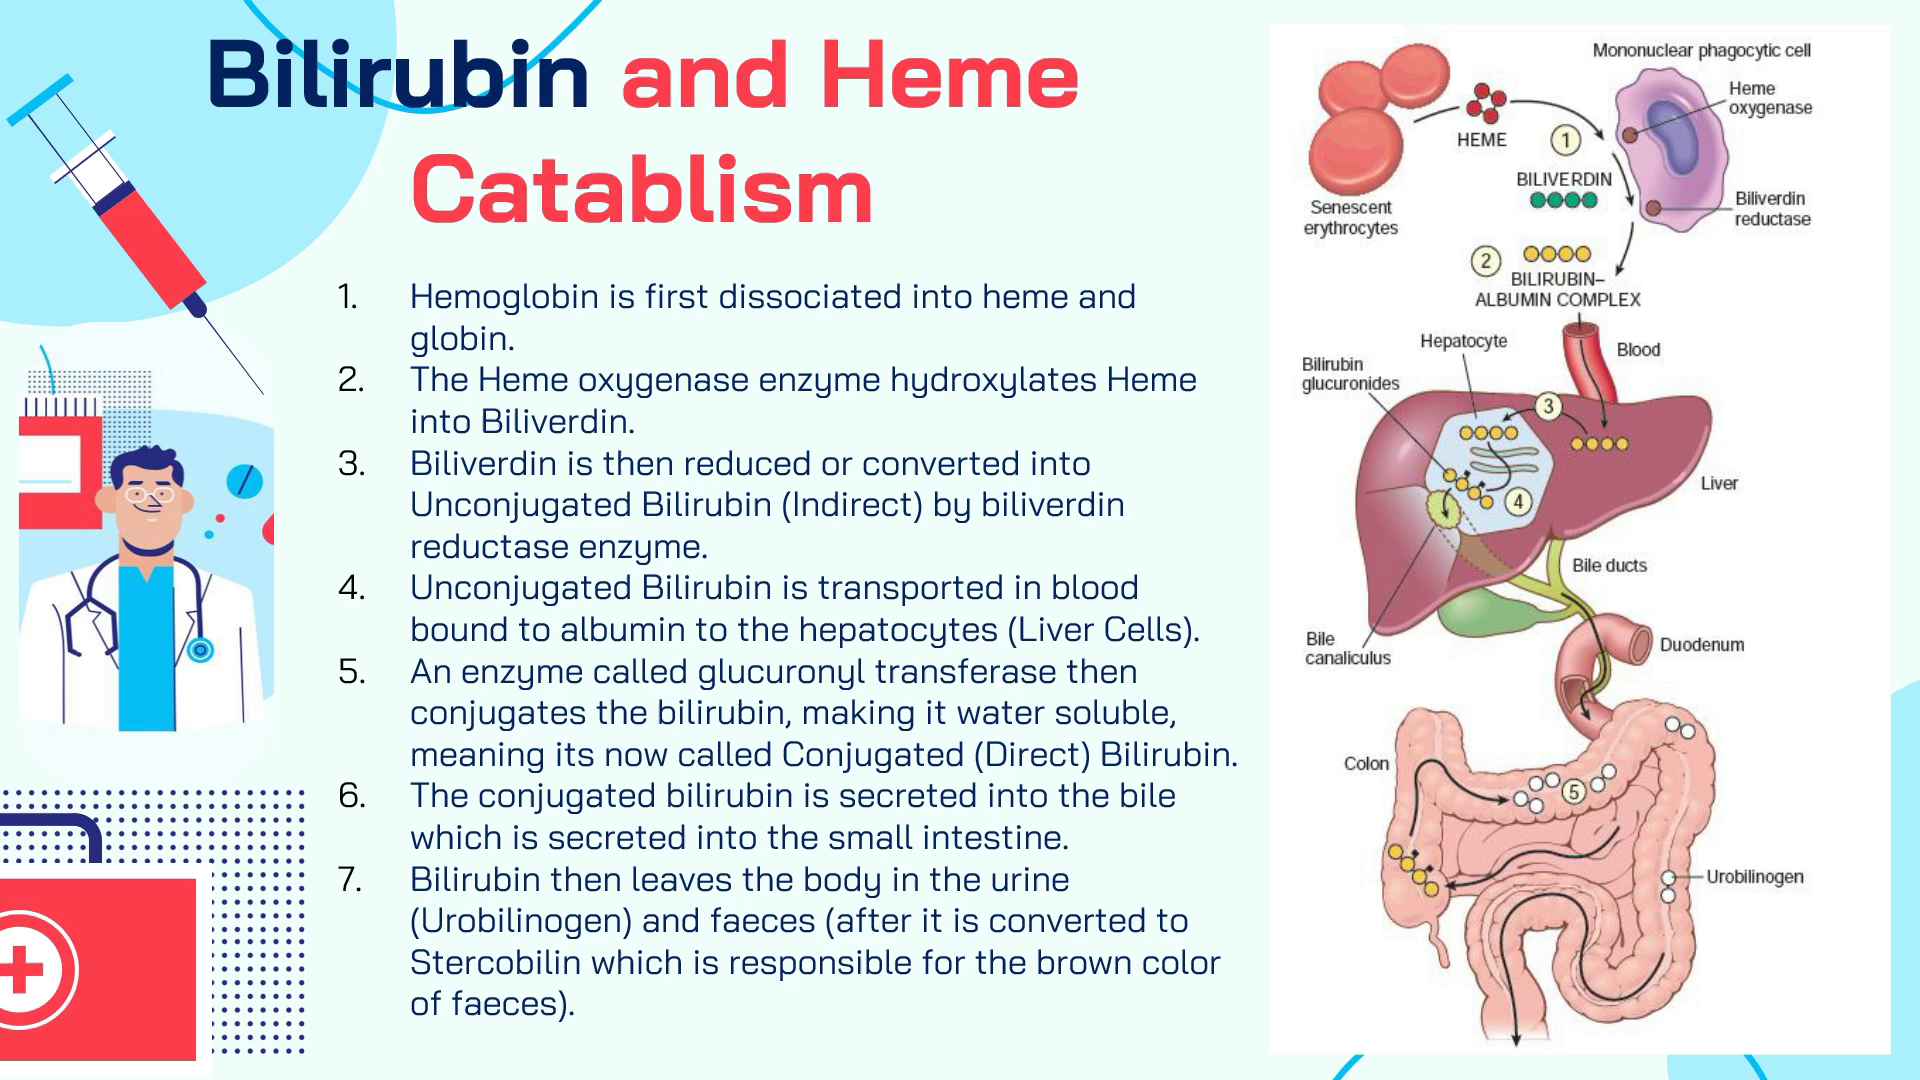 Bilirubin and Heme
Catablism
1. Hemoglobin is first dissociated into heme and
globin.
2. The Heme oxygenase enzyme hydroxylates Heme
into Biliverdin.
3. Biliverdin is then reduced or converted into
Unconjugated Bilirubin (Indirect) by biliverdin
reductase enzyme.
4. Unconjugated Bilirubin is transported in blood
bound to albumin to the hepatocytes (Liver Cells).
5. An enzyme called glucuronyl transferase then
conjugates the bilirubin, making it water soluble,
meaning its now called Conjugated (Direct) Bilirubin.
6. The conjugated bilirubin is secreted into the bile
which is secreted into the small intestine.
7. Bilirubin then leaves the body in the urine
(Urobilinogen) and faeces (after it is converted to
Stercobilin which is responsible for the brown color
of faeces).
Mononuclear phagocytic cell
Heme
oxygenase
HEME
1
BILIVERDIN
Senescent
erythrocytes
Biliverdin
reductase
2
BILIRUBIN–
ALBUMIN COMPLEX
Hepatocyte
Blood
Bilirubin
glucuronides
3
4
Liver
Bile ducts
Bile
canaliculus
Duodenum
Colon
5
Urobilinogen